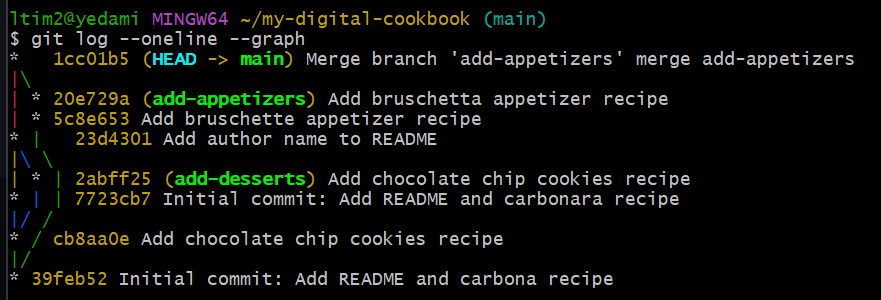 ltim2@yedami MINGW64 ~/my-digital-cookbook (main)
$ git log --oneline --graph
*   1cc01b5 (HEAD -> main) Merge branch 'add-appetizers' merge add-appetizers
|\
| * 20e729a (add-appetizers) Add bruschetta appetizer recipe
| * 5c8e653 Add bruschette appetizer recipe
* |   23d4301 Add author name to README
|\ \
| * | 2abff25 (add-desserts) Add chocolate chip cookies recipe
* | | 7723cb7 Initial commit: Add README and carbonara recipe
|/ /
* / cb8aa0e Add chocolate chip cookies recipe
|/
* 39feb52 Initial commit: Add README and carbona recipe